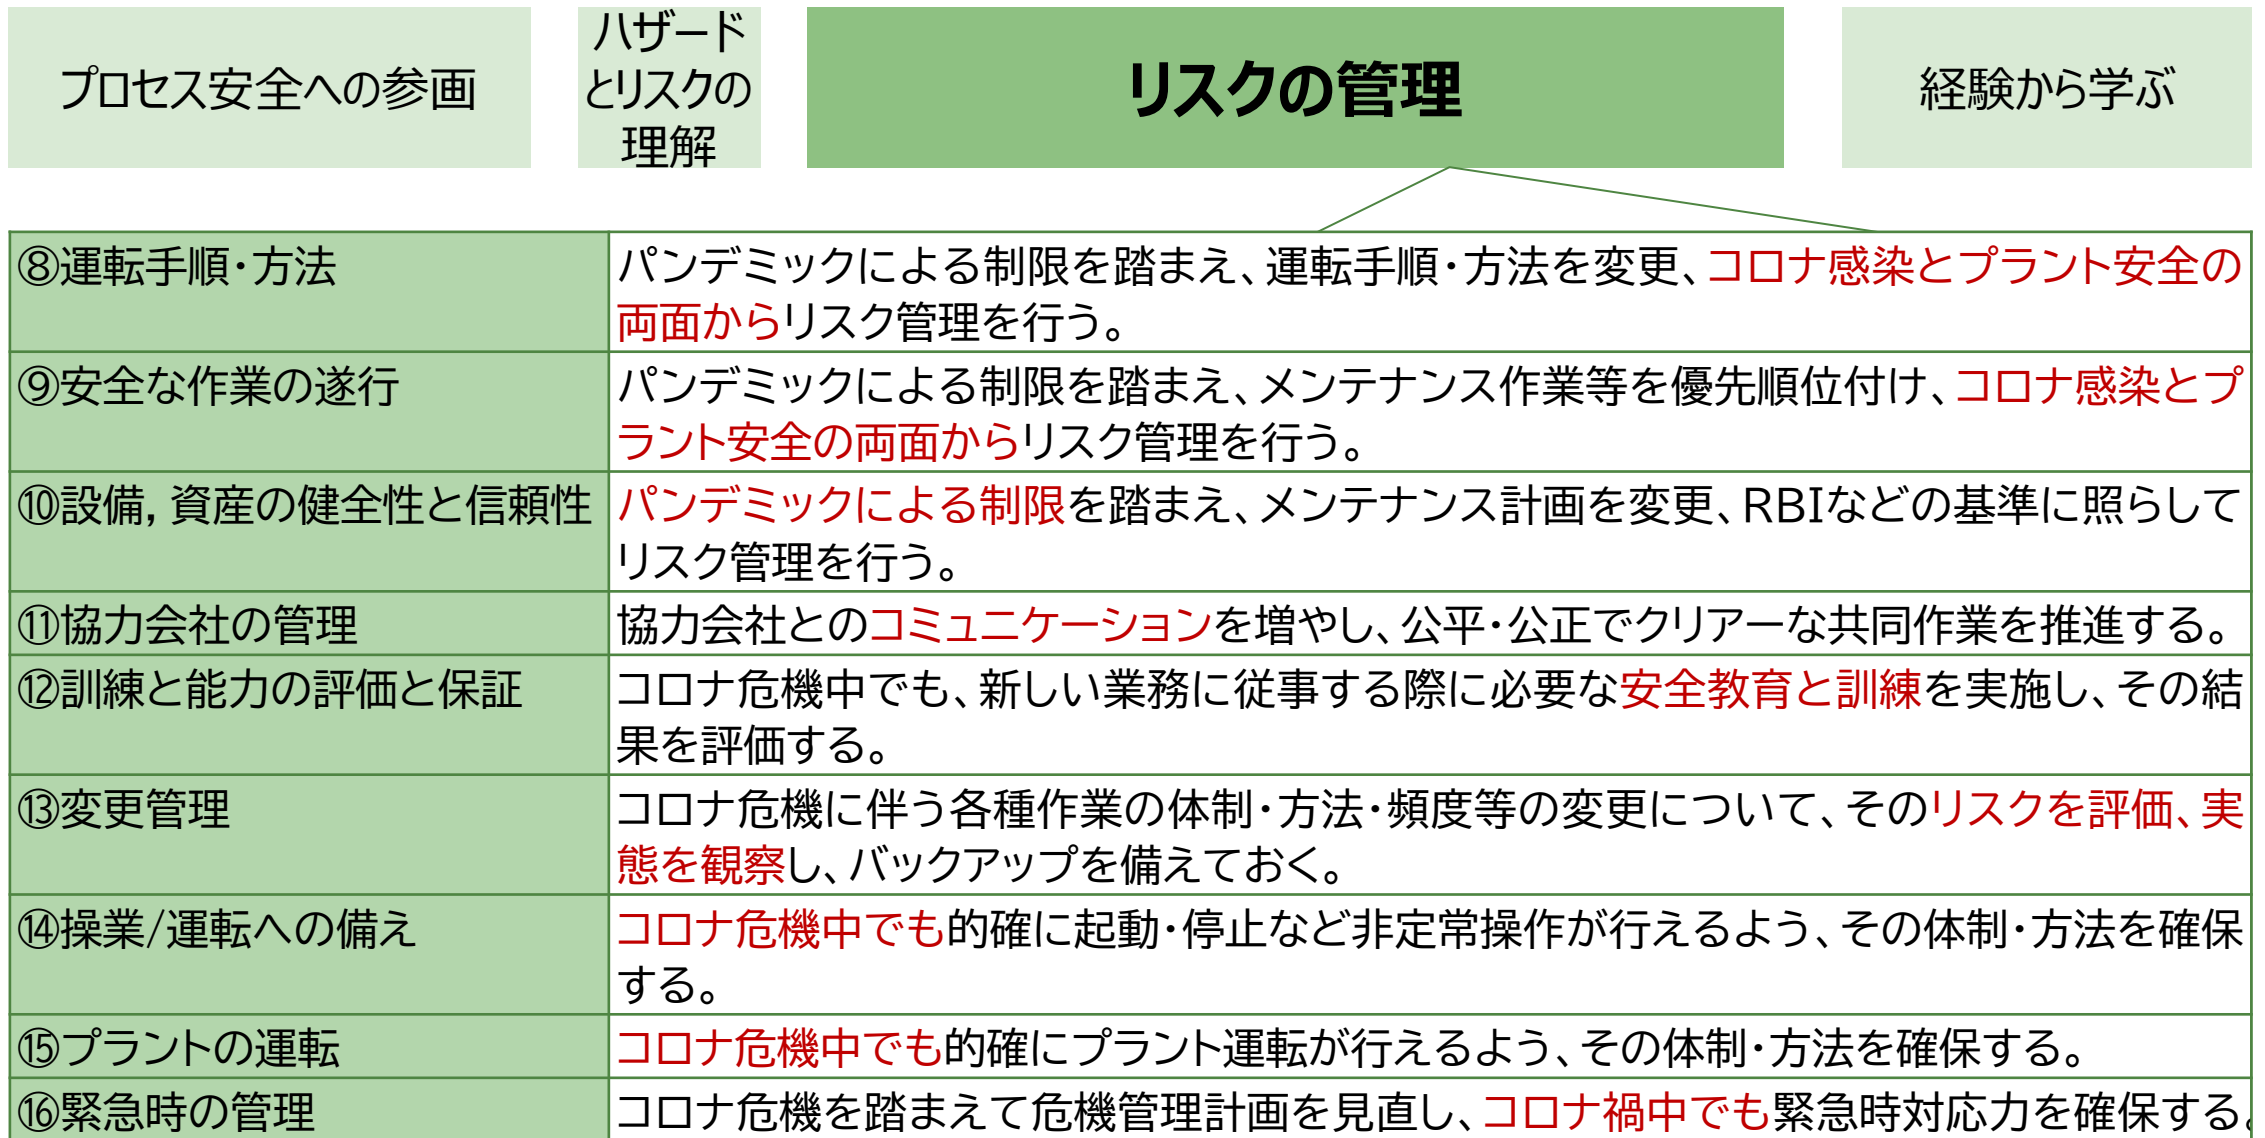 プロセス安全への参画
ハザード
とリスクの
理解
リスクの管理
経験から学ぶ
⑧運転手順・方法
パンデミックによる制限を踏まえ、運転手順・方法を変更、コロナ感染とプラント安全の
両面からリスク管理を行う。
⑨安全な作業の遂行
パンデミックによる制限を踏まえ、メンテナンス作業等を優先順位付け、コロナ感染とプ
ラント安全の両面からリスク管理を行う。
⑩設備, 資産の健全性と信頼性
パンデミックによる制限を踏まえ、メンテナンス計画を変更、RBIなどの基準に照らして
リスク管理を行う。
⑪協力会社の管理
協力会社とのコミュニケーションを増やし、公平・公正でクリアーな共同作業を推進する。
⑫訓練と能力の評価と保証
コロナ危機中でも、新しい業務に従事する際に必要な安全教育と訓練を実施し、その結
果を評価する。
⑬変更管理
コロナ危機に伴う各種作業の体制・方法・頻度等の変更について、そのリスクを評価、実
態を観察し、バックアップを備えておく。
⑭操業/運転への備え
コロナ危機中でも的確に起動・停止など非定常操作が行えるよう、その体制・方法を確保
する。
⑮プラントの運転
コロナ危機中でも的確にプラント運転が行えるよう、その体制・方法を確保する。
⑯緊急時の管理
コロナ危機を踏まえて危機管理計画を見直し、コロナ禍中でも緊急時対応力を確保する。